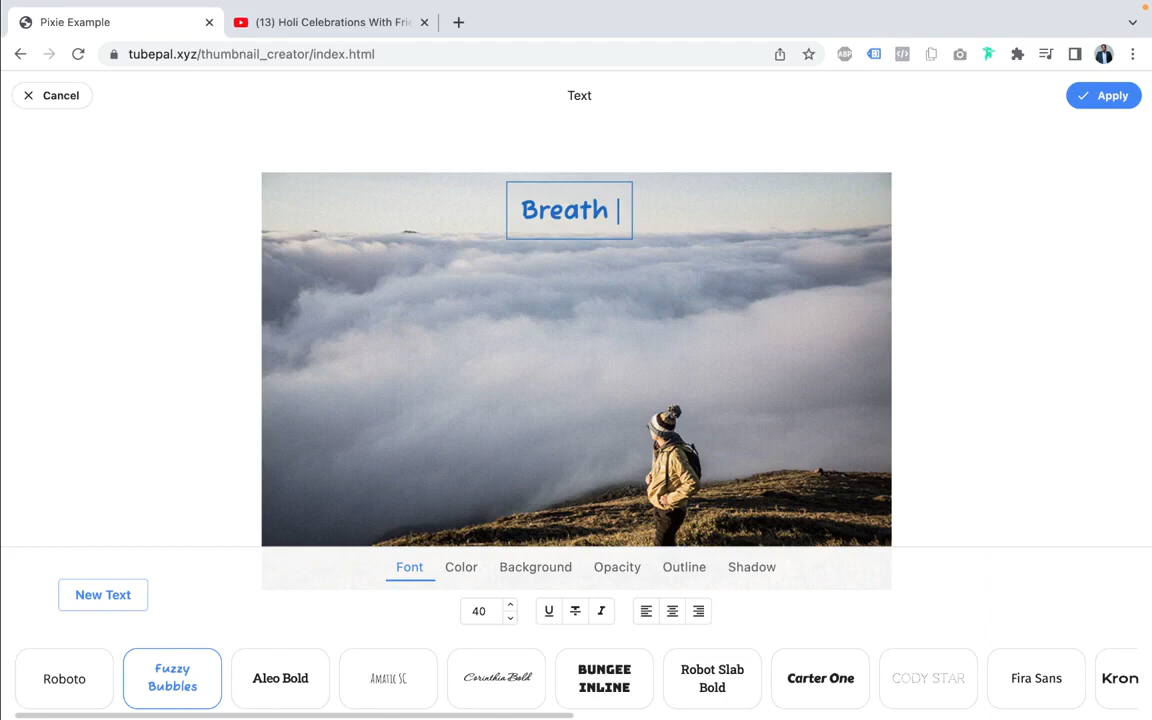 Pixie Example
(13) Holi Celebrations With Frie
tubepal.xyz/thumbnail_creator/index.html
ABP
Cancel
Text
Apply
Breath
Font
Color
Background
Opacity
Outline
Shadow
New Text
40
Roboto
Fuzzy
Bubbles
Aleo Bold
Amatic SC
Corinthia Bold
BUNGEE
INLINE
Robot Slab
Bold
Carter One
CODY STAR
Fira Sans
Kron